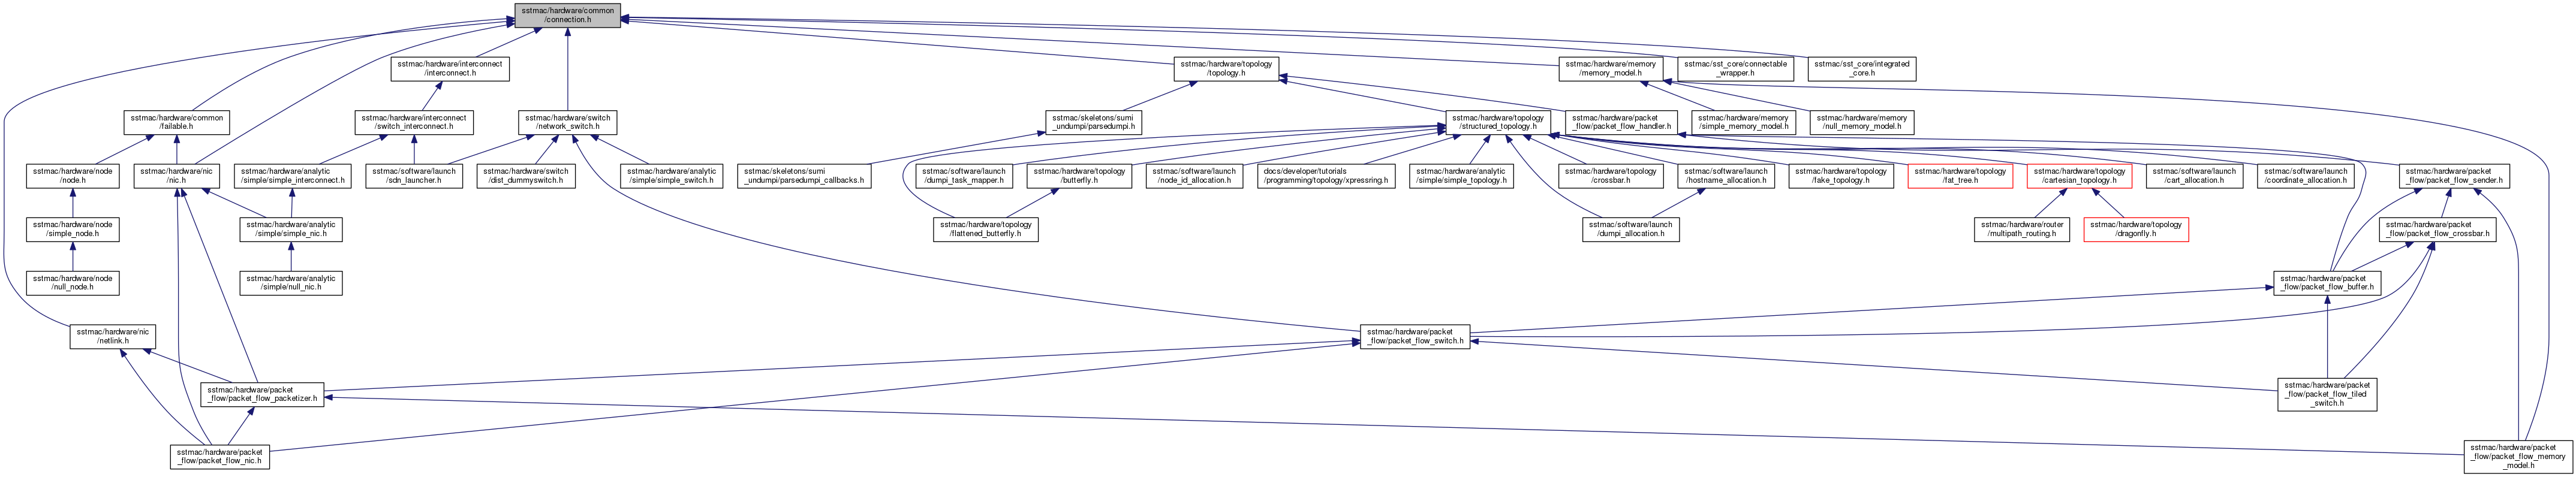 sstmac/hardware/common
/connection.h
sstmac/hardware/interconnect
/interconnect.h
sstmac/hardware/topology
/topology.h
sstmac/hardware/memory
/memory_model.h
sstmac/sst_core/connectable
_wrapper.h
sstmac/sst_core/integrated
_core.h
sstmac/hardware/common
/failable.h
sstmac/hardware/interconnect
/switch_interconnect.h
sstmac/hardware/switch
/network_switch.h
sstmac/skeletons/sumi
_undumpi/parsedumpi.h
sstmac/hardware/topology
/structured_topology.h
sstmac/hardware/packet
_flow/packet_flow_handler.h
sstmac/hardware/memory
/simple_memory_model.h
sstmac/hardware/memory
/null_memory_model.h
sstmac/hardware/node
/node.h
sstmac/hardware/nic
/nic.h
sstmac/hardware/analytic
/simple/simple_interconnect.h
sstmac/software/launch
/sdn_launcher.h
sstmac/hardware/switch
/dist_dummyswitch.h
sstmac/hardware/analytic
/simple/simple_switch.h
sstmac/skeletons/sumi
_undumpi/parsedumpi_callbacks.h
sstmac/software/launch
/dumpi_task_mapper.h
sstmac/hardware/topology
/butterfly.h
sstmac/software/launch
/node_id_allocation.h
docs/developer/tutorials
/programming/topology/xpressring.h
sstmac/hardware/analytic
/simple/simple_topology.h
sstmac/hardware/topology
/crossbar.h
sstmac/software/launch
/hostname_allocation.h
sstmac/hardware/topology
/fake_topology.h
sstmac/hardware/topology
/fat_tree.h
sstmac/hardware/topology
/cartesian_topology.h
sstmac/software/launch
/cart_allocation.h
sstmac/software/launch
/coordinate_allocation.h
sstmac/hardware/packet
_flow/packet_flow_sender.h
sstmac/hardware/node
/simple_node.h
sstmac/hardware/analytic
/simple/simple_nic.h
sstmac/hardware/topology
/flattened_butterfly.h
sstmac/software/launch
/dumpi_allocation.h
sstmac/hardware/router
/multipath_routing.h
sstmac/hardware/topology
/dragonfly.h
sstmac/hardware/packet
_flow/packet_flow_crossbar.h
sstmac/hardware/node
/null_node.h
sstmac/hardware/analytic
/simple/null_nic.h
sstmac/hardware/packet
_flow/packet_flow_buffer.h
sstmac/hardware/nic
/netlink.h
sstmac/hardware/packet
_flow/packet_flow_switch.h
sstmac/hardware/packet
_flow/packet_flow_packetizer.h
sstmac/hardware/packet
_flow/packet_flow_tiled
_switch.h
sstmac/hardware/packet
_flow/packet_flow_nic.h
sstmac/hardware/packet
_flow/packet_flow_memory
_model.h